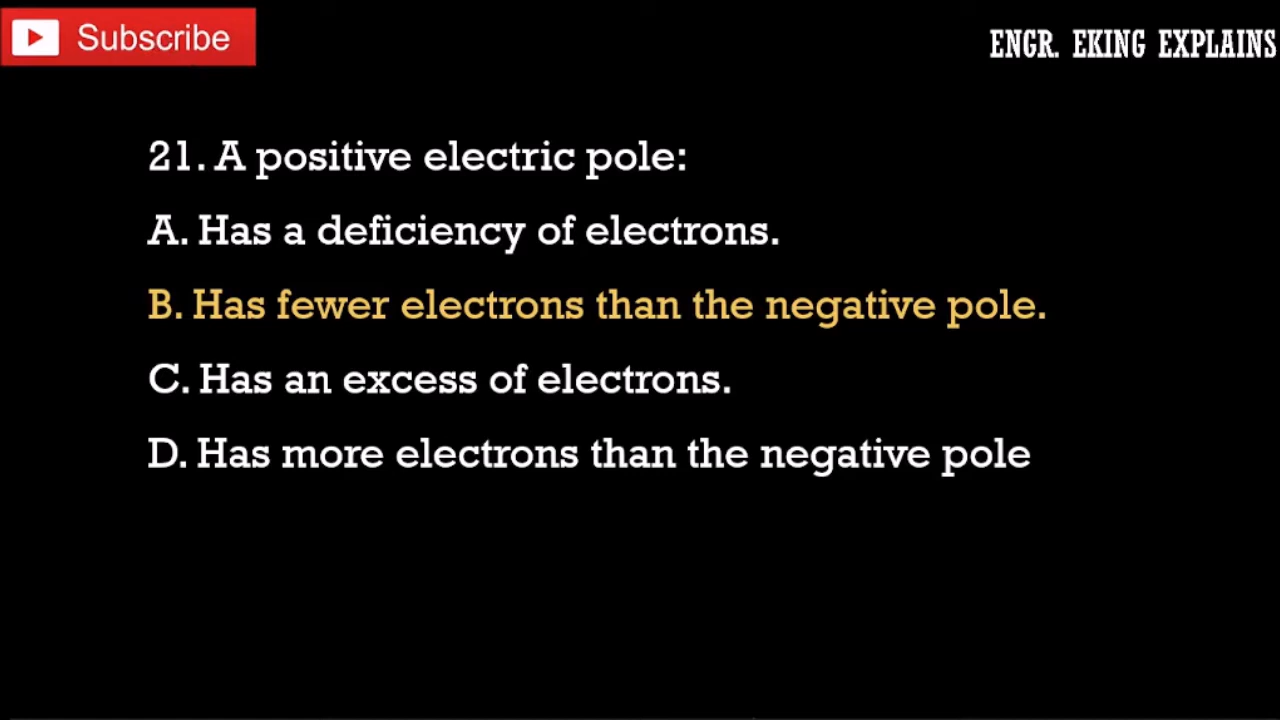 Subscribe
ENGR. EKING EXPLAINS
21. A positive electric pole:
A. Has a deficiency of electrons.
B. Has fewer electrons than the negative pole.
C. Has an excess of electrons.
D. Has more electrons than the negative pole